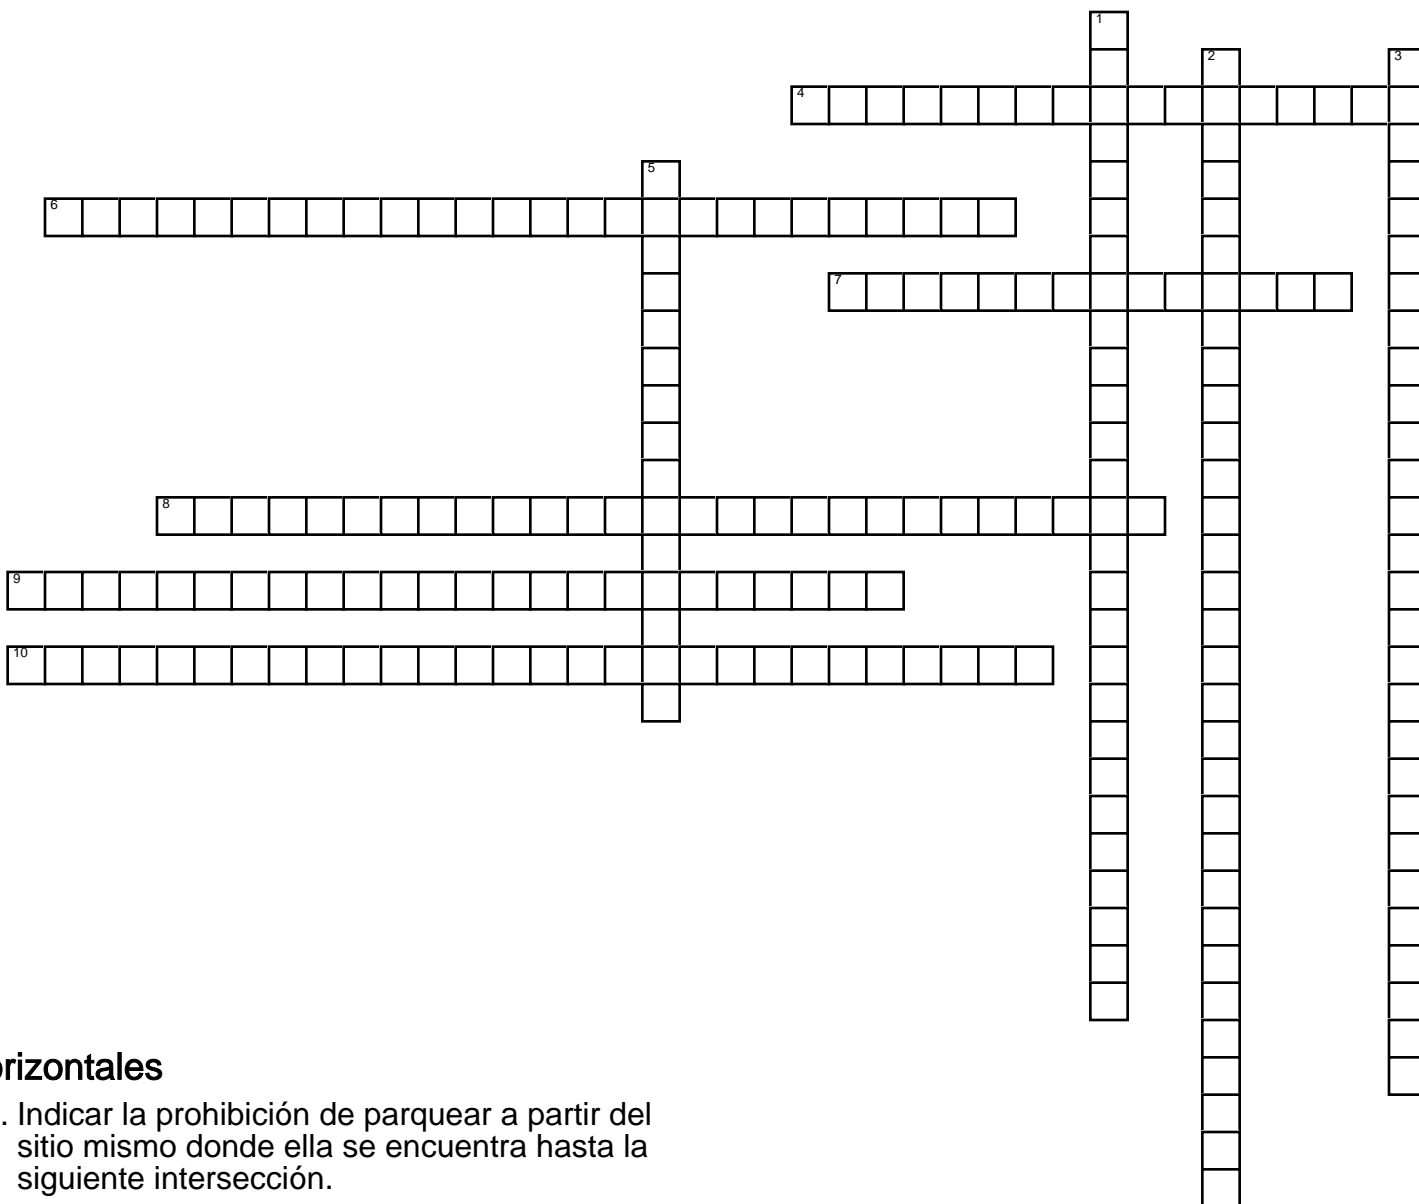 1
2
3
4
5
6
7
8
9
10
rizontales
. Indicar la prohibición de parquear a partir del
sitio mismo donde ella se encuentra hasta la
siguiente intersección.